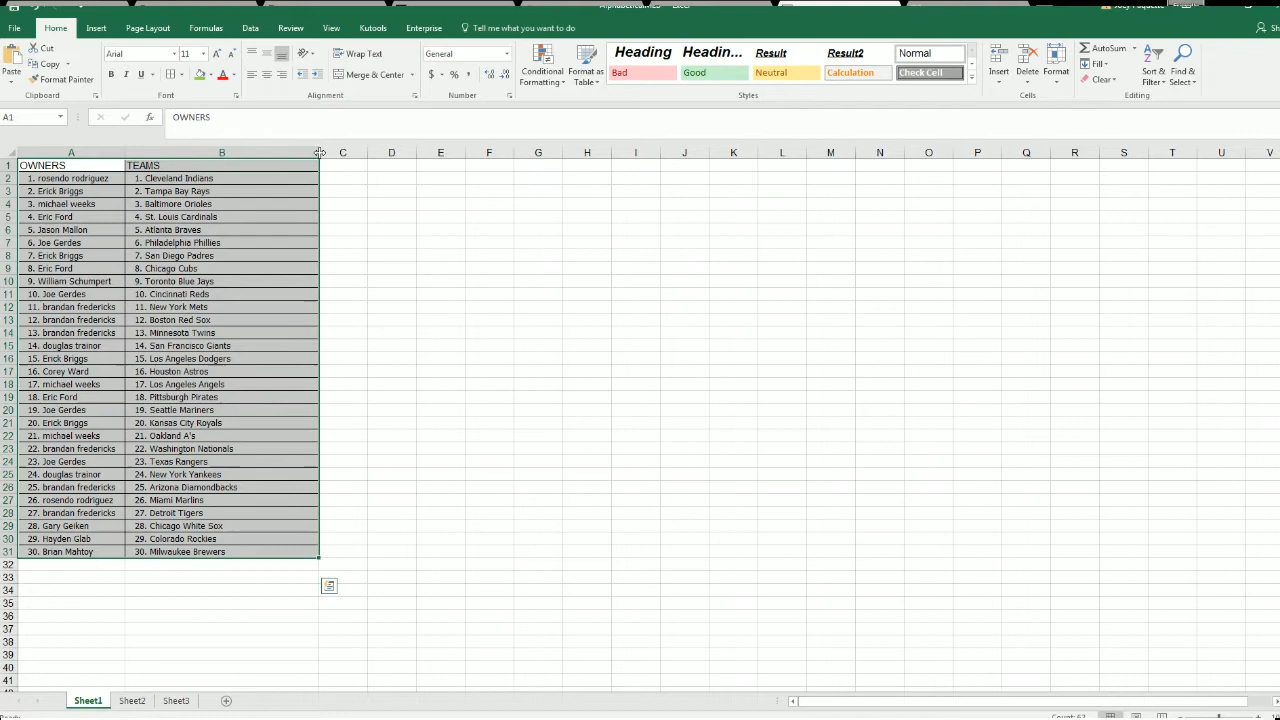 File Home Insert Page Layout Formulas Data Review View Kutools Enterprise Tell me what you want to do
Cut
Copy
Paste
Format Painter
Clipboard
Arial 11
B I U
Font
Wrap Text
Merge & Center
Alignment
General
$ % ,
Number
Conditional Formatting
Format as Table
Heading Headin... Result Result2 Normal
Bad Good Neutral Calculation Check Cell
Styles
Insert Delete Format
Cells
AutoSum
Fill
Clear
Sort & Filter
Find & Select
Editing
A1 fx OWNERS
A B C D E F G H I J K L M N O P Q R S T U V
1 OWNERS TEAMS
2 1. rosendo rodriguez 1. Cleveland Indians
3 2. Erick Briggs 2. Tampa Bay Rays
4 3. michael weeks 3. Baltimore Orioles
5 4. Eric Ford 4. St. Louis Cardinals
6 5. Jason Mallon 5. Atlanta Braves
7 6. Joe Gerdes 6. Philadelphia Phillies
8 7. Erick Briggs 7. San Diego Padres
9 8. Eric Ford 8. Chicago Cubs
10 9. William Schumpert 9. Toronto Blue Jays
11 10. Joe Gerdes 10. Cincinnati Reds
12 11. brandan fredericks 11. New York Mets
13 12. brandan fredericks 12. Boston Red Sox
14 13. brandan fredericks 13. Minnesota Twins
15 14. douglas trainor 14. San Francisco Giants
16 15. Erick Briggs 15. Los Angeles Dodgers
17 16. Corey Ward 16. Houston Astros
18 17. michael weeks 17. Los Angeles Angels
19 18. Eric Ford 18. Pittsburgh Pirates
20 19. Joe Gerdes 19. Seattle Mariners
21 20. Erick Briggs 20. Kansas City Royals
22 21. michael weeks 21. Oakland A's
23 22. brandan fredericks 22. Washington Nationals
24 23. Joe Gerdes 23. Texas Rangers
25 24. douglas trainor 24. New York Yankees
26 25. brandan fredericks 25. Arizona Diamondbacks
27 26. rosendo rodriguez 26. Miami Marlins
28 27. brandan fredericks 27. Detroit Tigers
29 28. Gary Geiken 28. Chicago White Sox
30 29. Hayden Glab 29. Colorado Rockies
31 30. Brian Mahtoy 30. Milwaukee Brewers
32
33
34
35
36
37
38
39
40
41
Sheet1 Sheet2 Sheet3